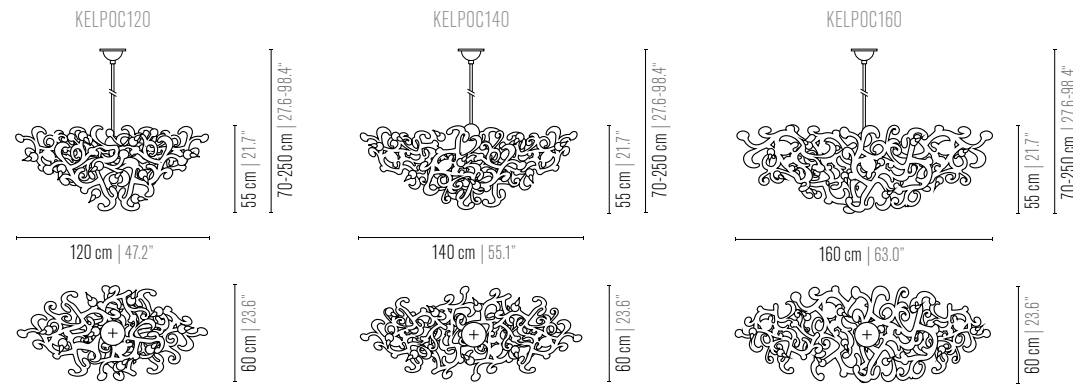 KELPOC120
55 cm | 21.7"
70-250 cm | 27.6-98.4"
120 cm | 47.2"
60 cm | 23.6"
KELPOC140
55 cm | 21.7"
70-250 cm | 27.6-98.4"
140 cm | 55.1"
60 cm | 23.6"
KELPOC160
55 cm | 21.7"
70-250 cm | 27.6-98.4"
160 cm | 63.0"
60 cm | 23.6"